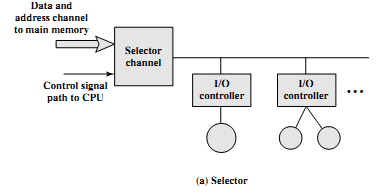 Data and
address channel
to main memory
Selector
channel
Control signal
path to CPU
I/O
controller
I/O
controller
...
(a) Selector